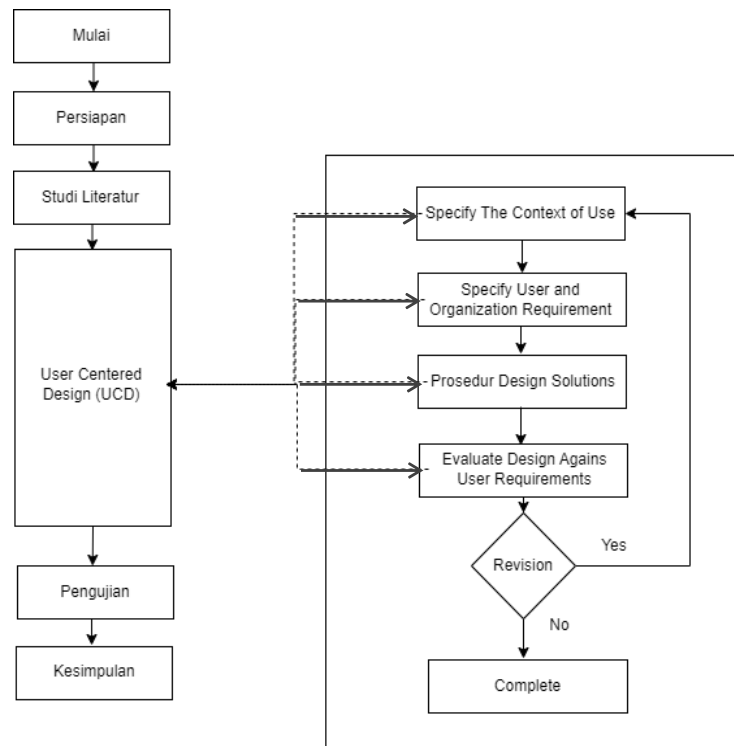 Mulai
Persiapan
Studi Literatur
User Centered
Design (UCD)
Pengujian
Kesimpulan
Specify The Context of Use
Specify User and
Organization Requirement
Prosedur Design Solutions
Evaluate Design Agains
User Requirements
Revision
Yes
No
Complete